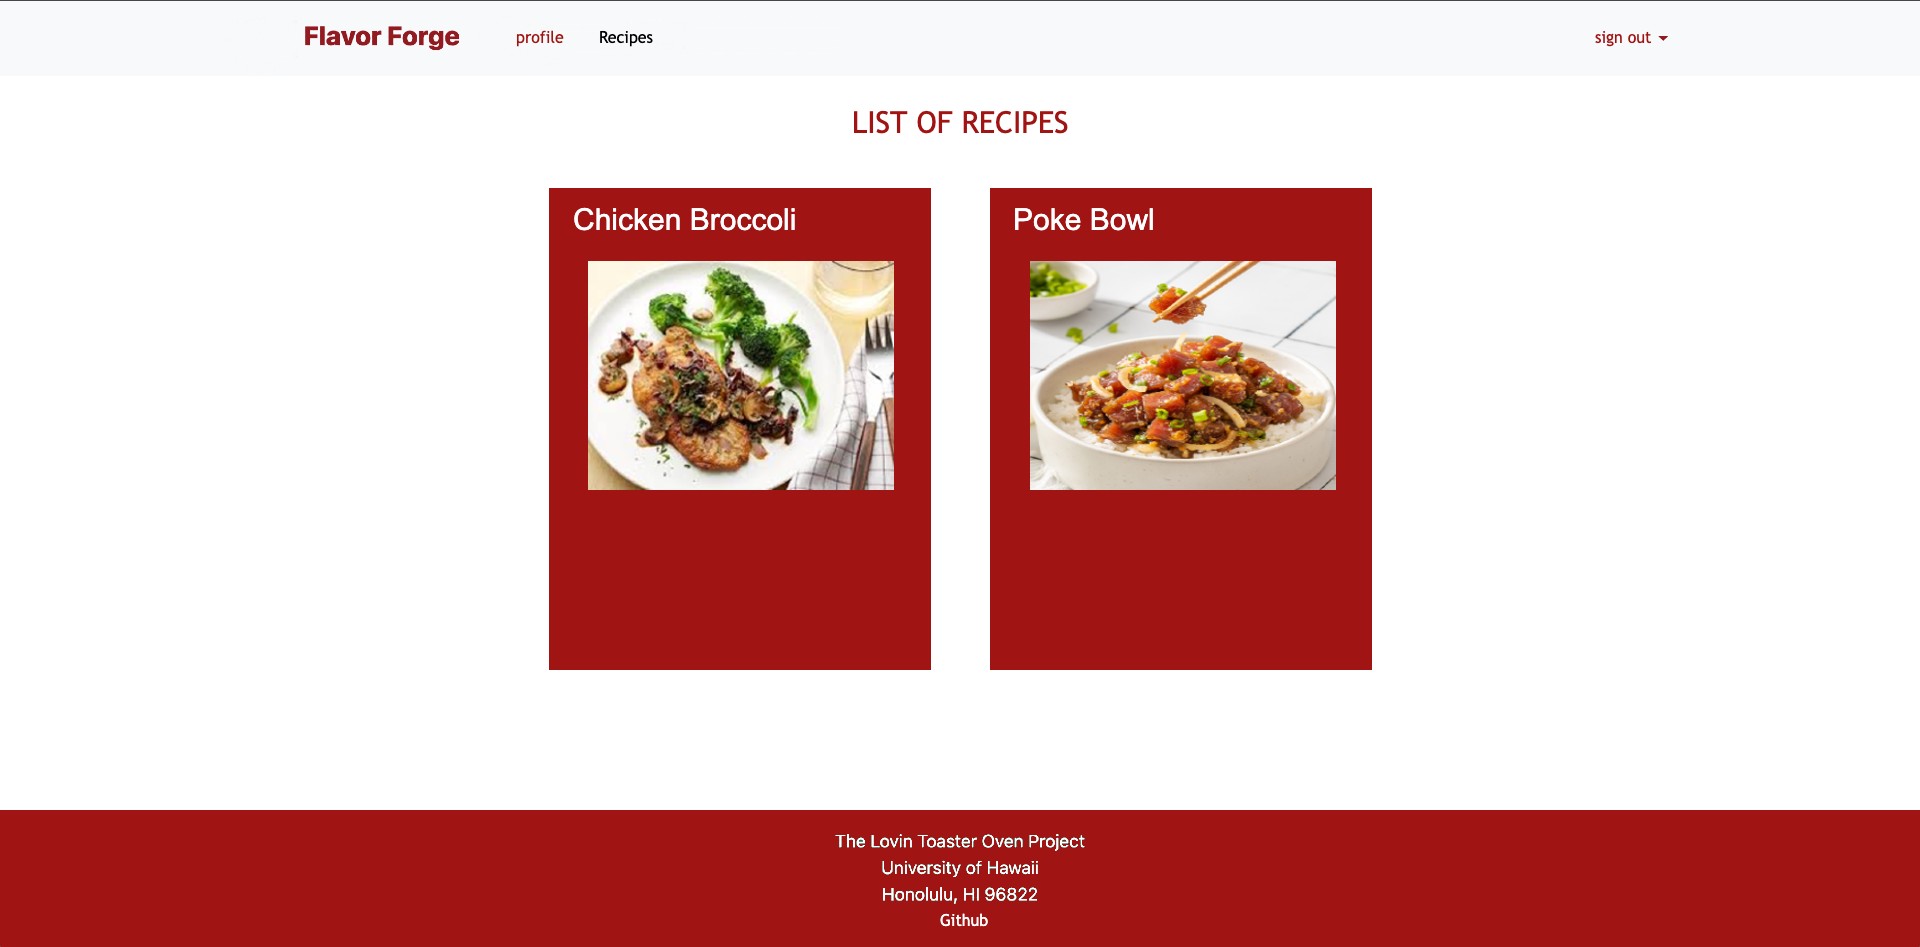 Flavor Forge profile Recipes sign out
LIST OF RECIPES
Chicken Broccoli
Poke Bowl
The Lovin Toaster Oven Project
University of Hawaii
Honolulu, HI 96822
Github